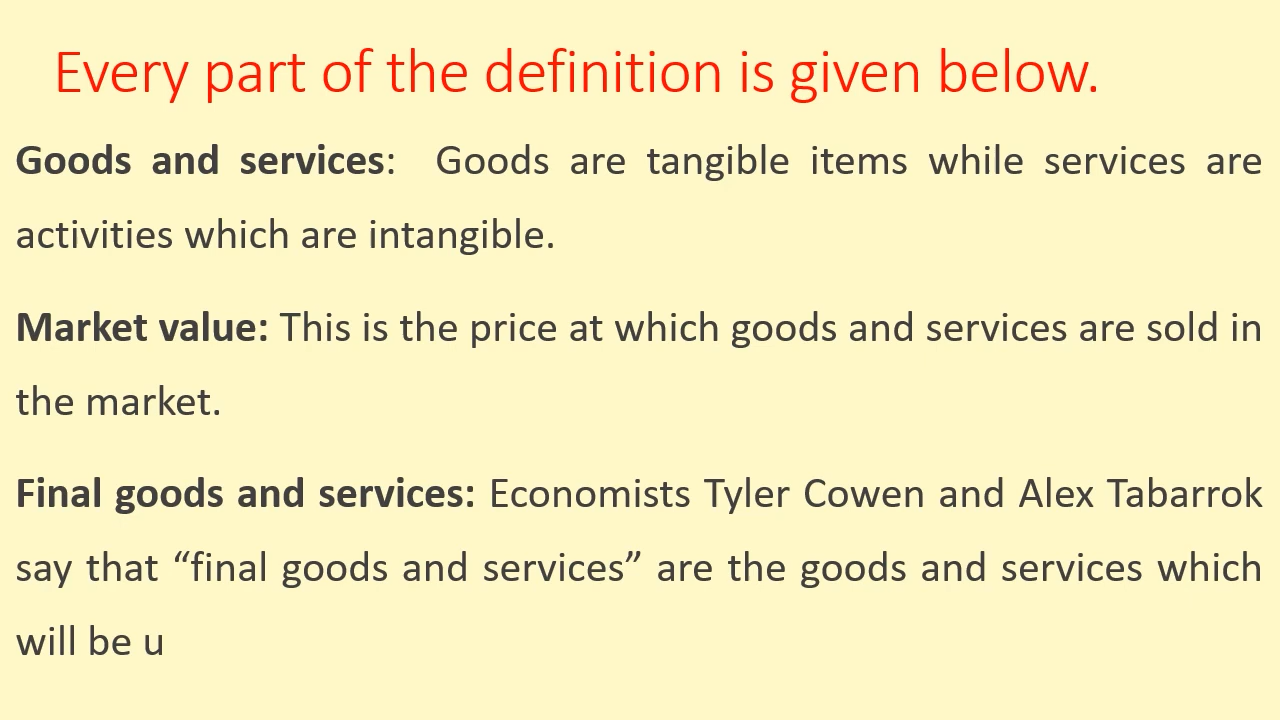 Every part of the definition is given below.
Goods and services: Goods are tangible items while services are
activities which are intangible.
Market value: This is the price at which goods and services are sold in
the market.
Final goods and services: Economists Tyler Cowen and Alex Tabarrok
say that “final goods and services” are the goods and services which
will be u